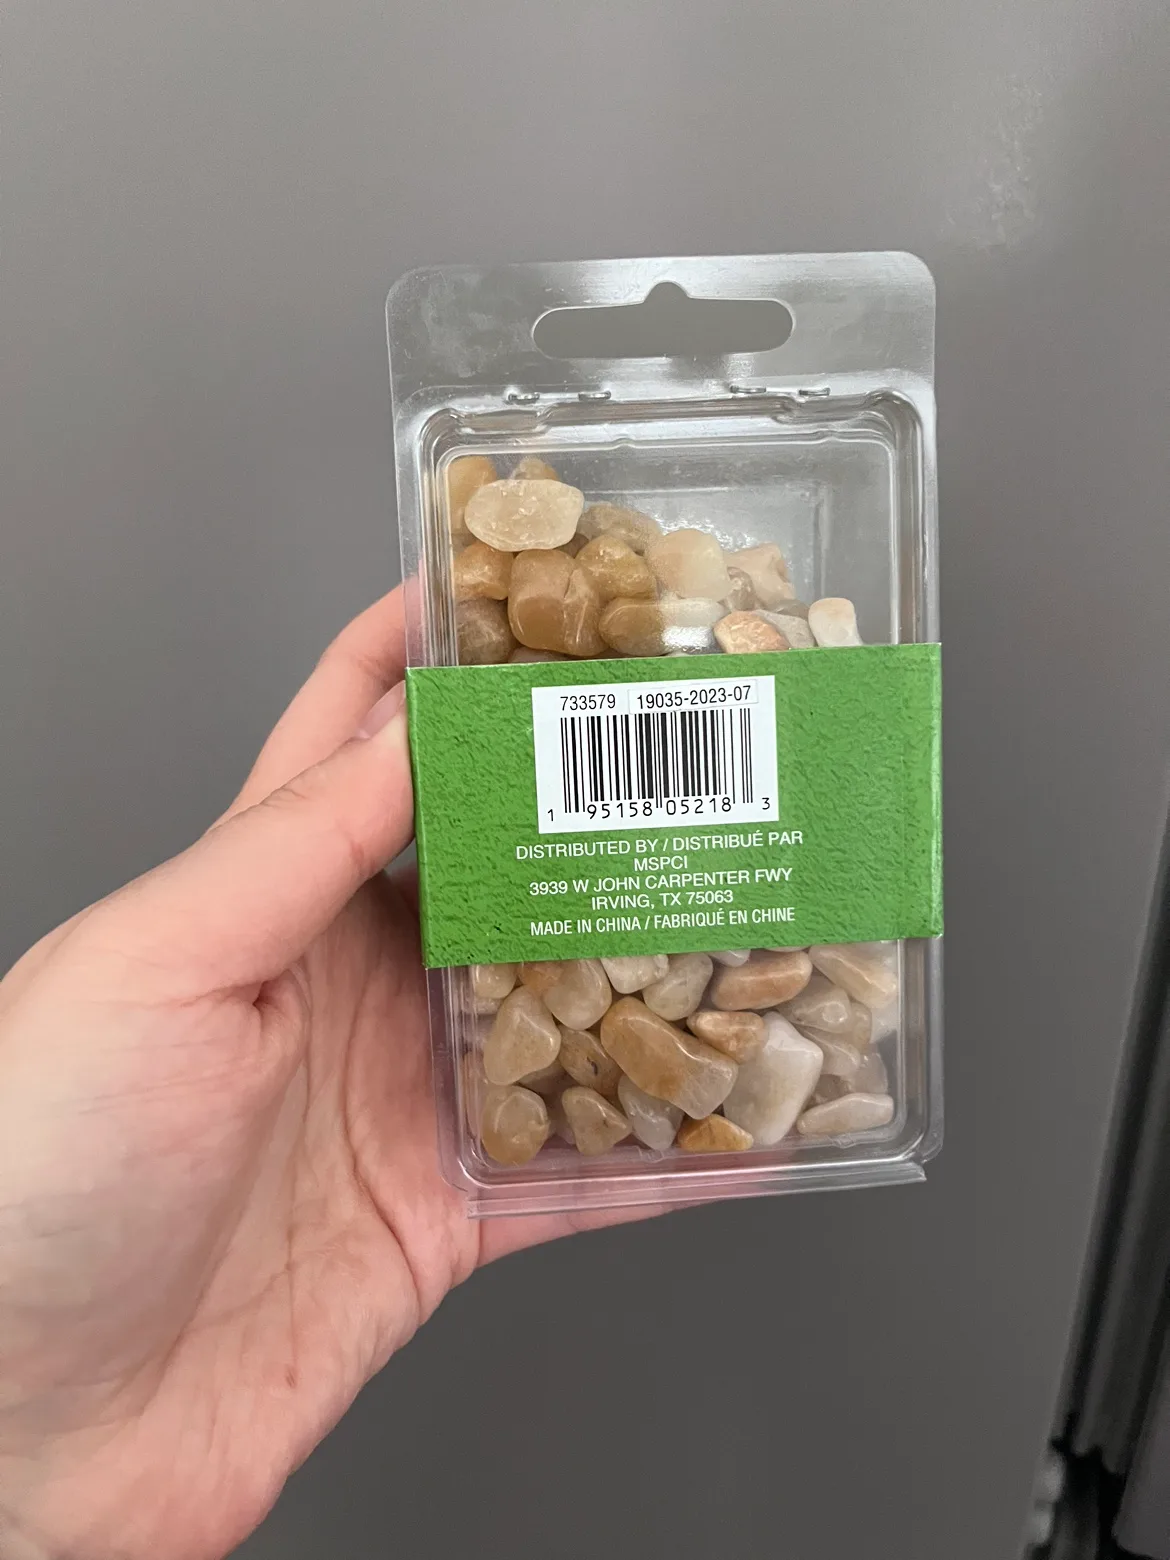 733579 19035-2023-07
1 95158 05218 3
DISTRIBUTED BY / DISTRIBUÉ PAR
MSPCI
3939 W JOHN CARPENTER FWY
IRVING, TX 75063
MADE IN CHINA / FABRIQUÉ EN CHINE